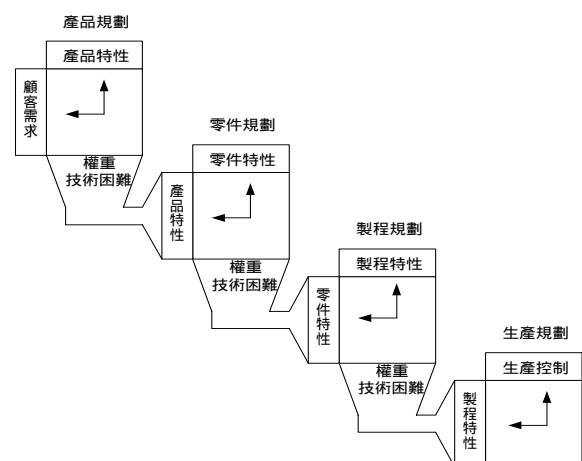 產品規劃
產品特性
顧客需求
權重
技術困難
零件規劃
零件特性
產品特性
權重
技術困難
製程規劃
製程特性
零件特性
權重
技術困難
生產規劃
生產控制
製程特性